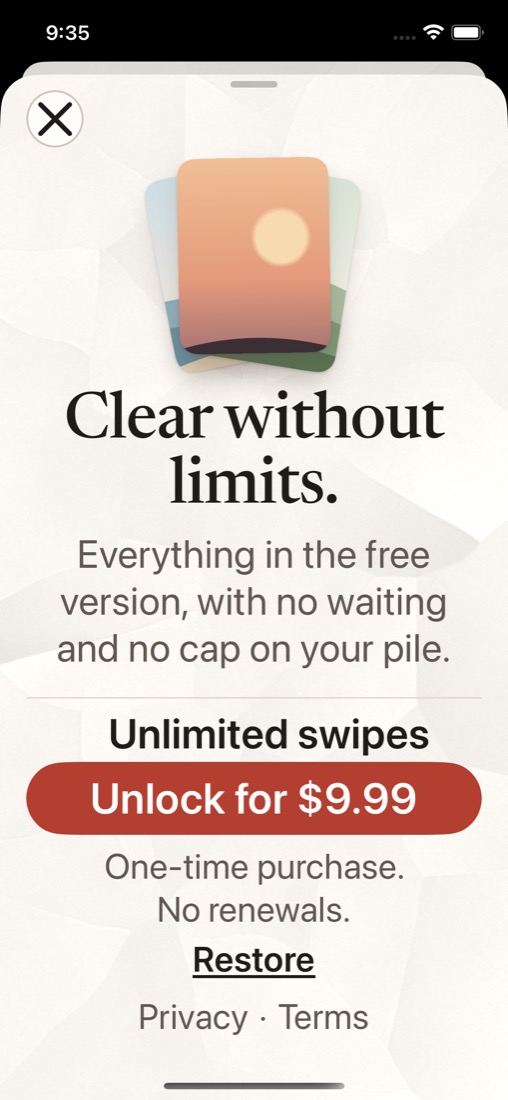 9:35
Clear without
limits.
Everything in the free
version, with no waiting
and no cap on your pile.
Unlimited swipes
Unlock for $9.99
One-time purchase.
No renewals.
Restore
Privacy · Terms